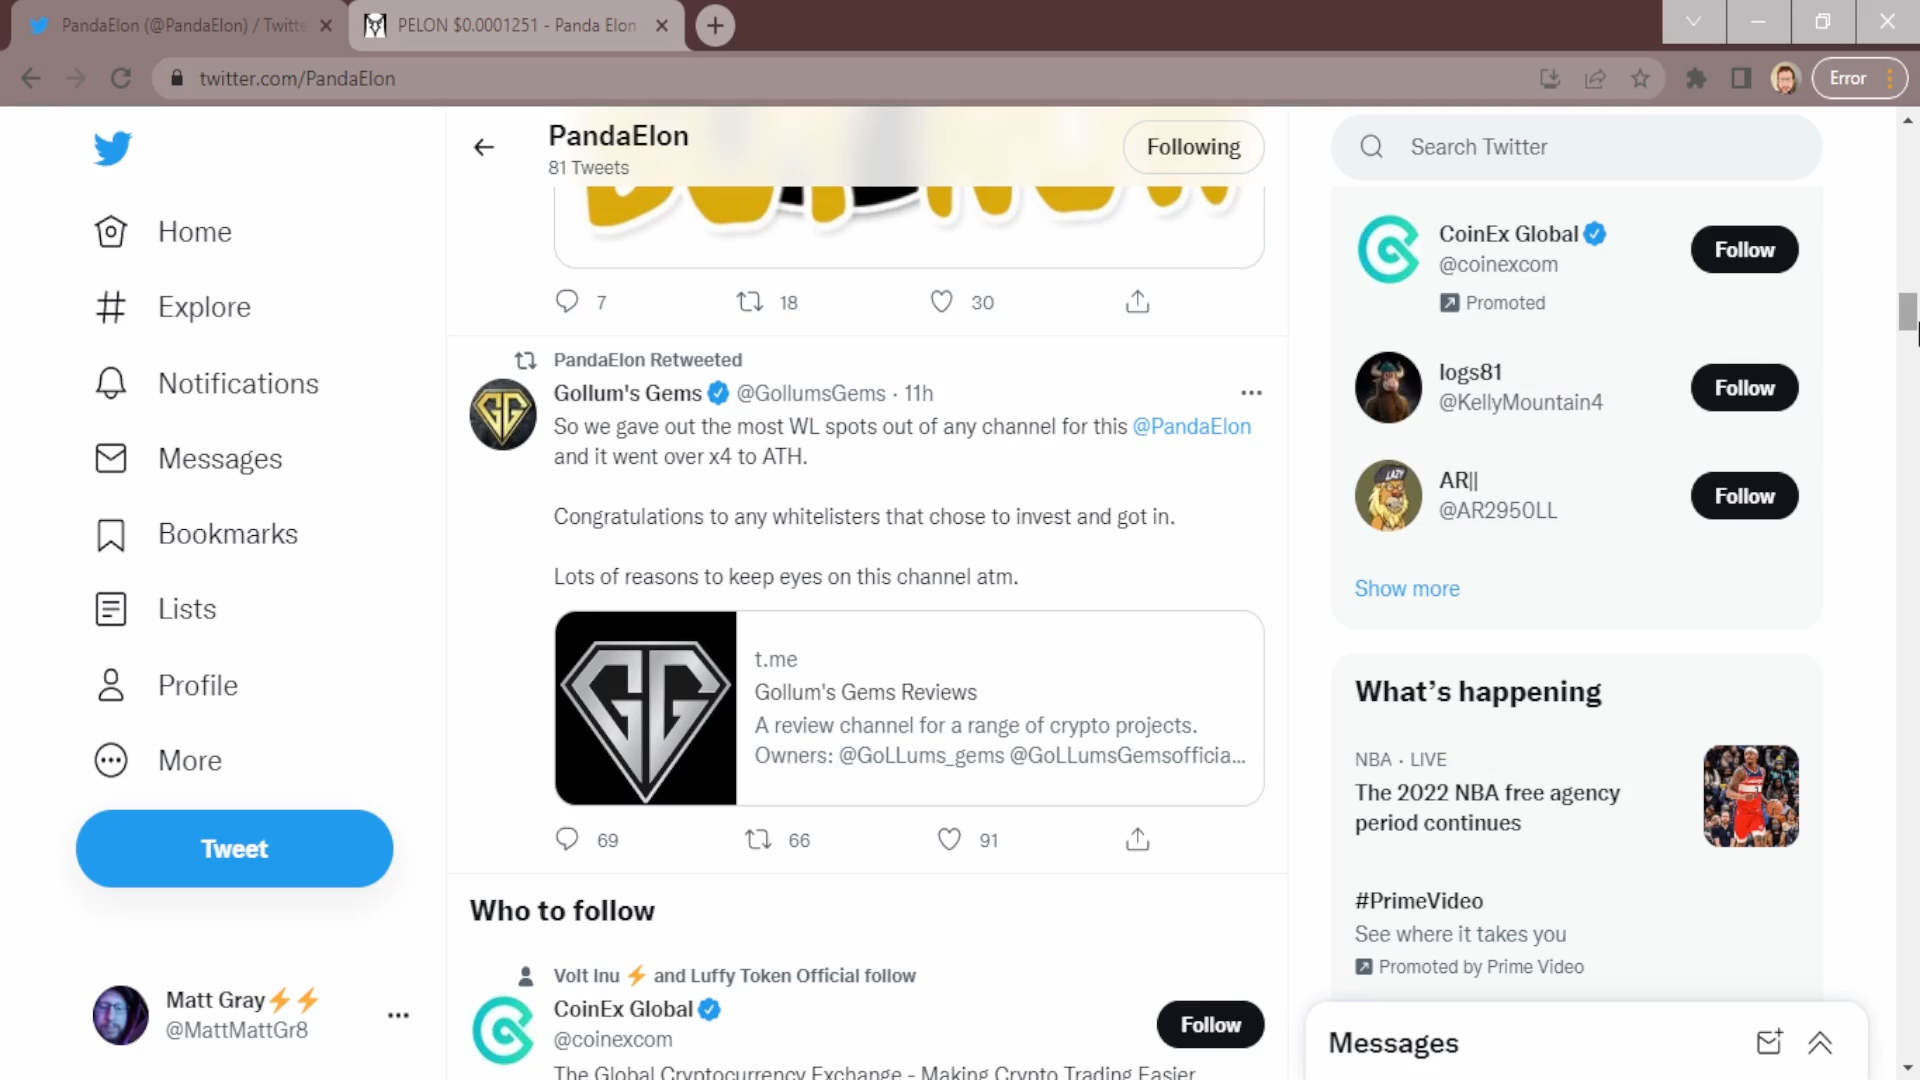 PandaElon (@PandaElon) / Twitte
PELON $0.0001251 - Panda Elon
twitter.com/PandaElon
Error
Home
Explore
Notifications
Messages
Bookmarks
Lists
Profile
More
Tweet
Matt Gray⚡⚡
@MattMattGr8
PandaElon
81 Tweets
Following
7
18
30
PandaElon Retweeted
Gollum's Gems @GollumsGems · 11h
So we gave out the most WL spots out of any channel for this @PandaElon
and it went over x4 to ATH.
Congratulations to any whitelisters that chose to invest and got in.
Lots of reasons to keep eyes on this channel atm.
GG
t.me
Gollum's Gems Reviews
A review channel for a range of crypto projects.
Owners: @GoLLums_gems @GoLLumsGemsofficia...
69
66
91
Who to follow
Volt Inu ⚡ and Luffy Token Official follow
CoinEx Global
@coinexcom
Follow
The Global Cryptocurrency Exchange - Making Crypto Trading Easier
Search Twitter
CoinEx Global
@coinexcom
Promoted
Follow
logs81
@KellyMountain4
Follow
AR||
@AR2950LL
Follow
Show more
What's happening
NBA · LIVE
The 2022 NBA free agency
period continues
#PrimeVideo
See where it takes you
Promoted by Prime Video
Messages